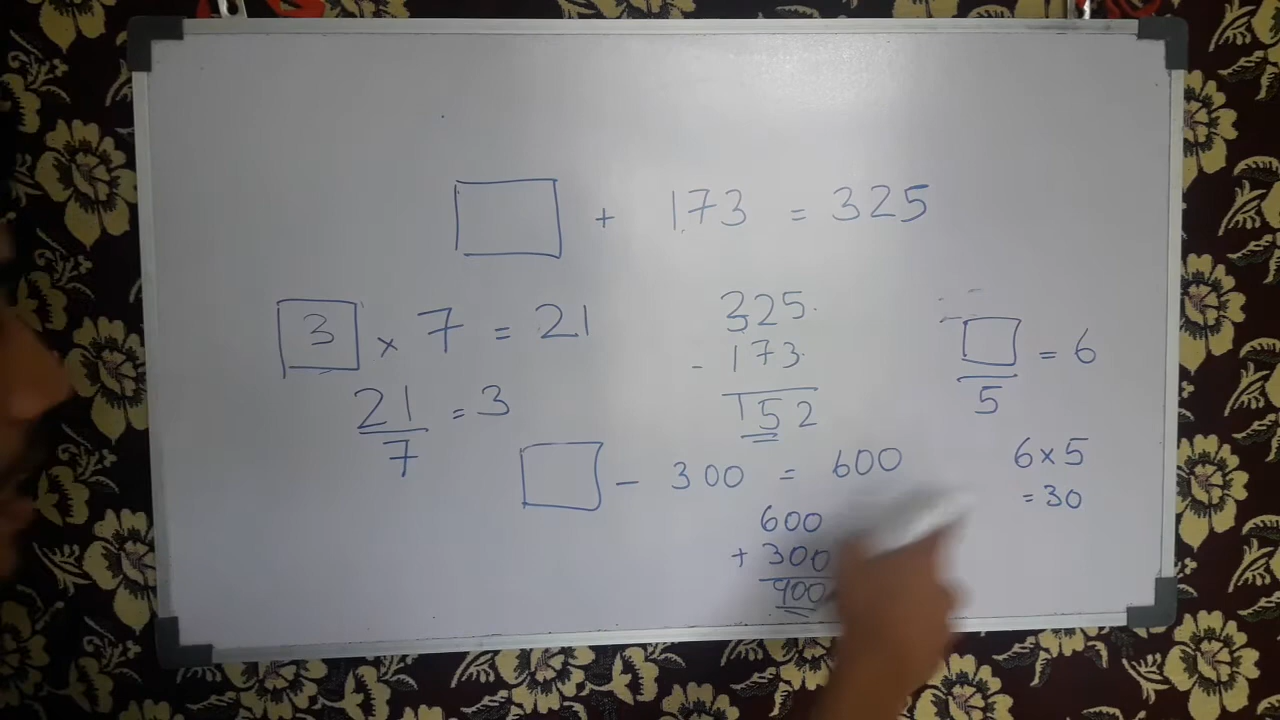 + 173 = 325
3 × 7 = 21
21/7 = 3
325
- 173
152
/5 = 6
6×5
= 30
- 300 = 600
600
+ 300
900